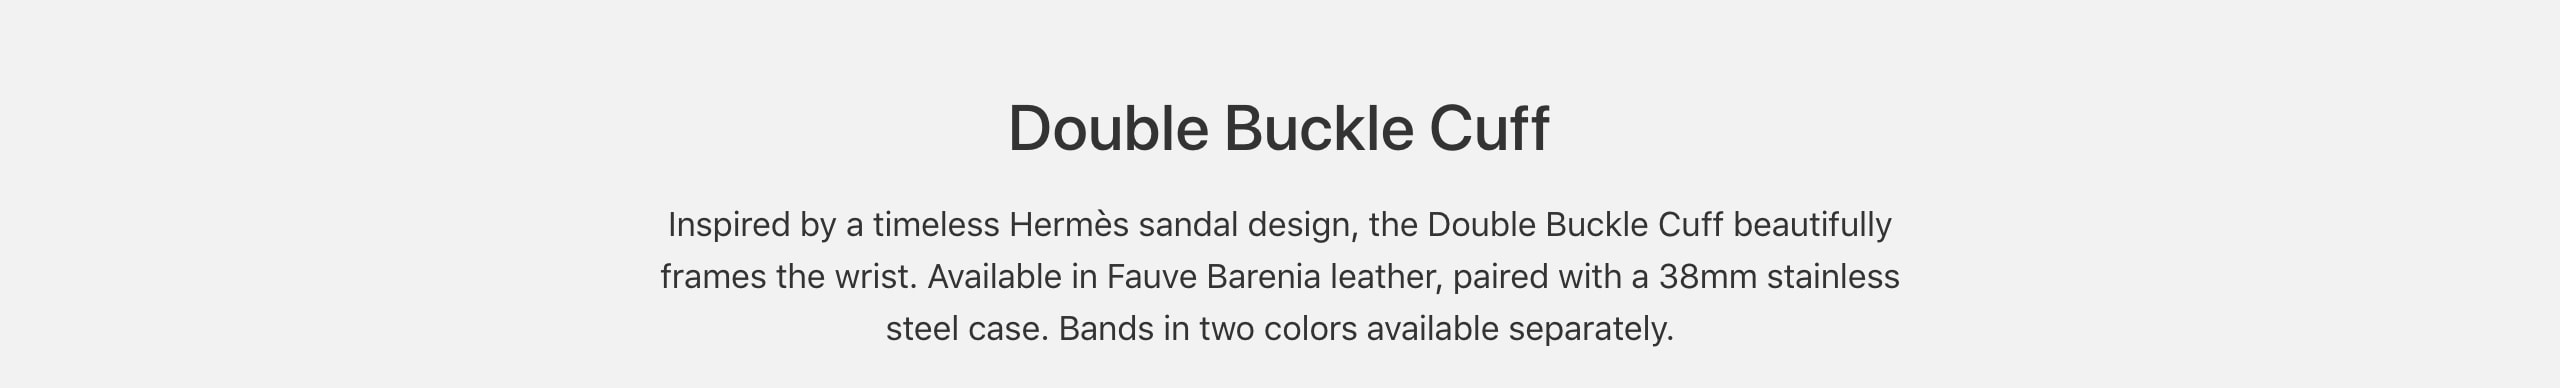 Double Buckle Cuff
Inspired by a timeless Hermès sandal design, the Double Buckle Cuff beautifully
frames the wrist. Available in Fauve Barenia leather, paired with a 38mm stainless
steel case. Bands in two colors available separately.